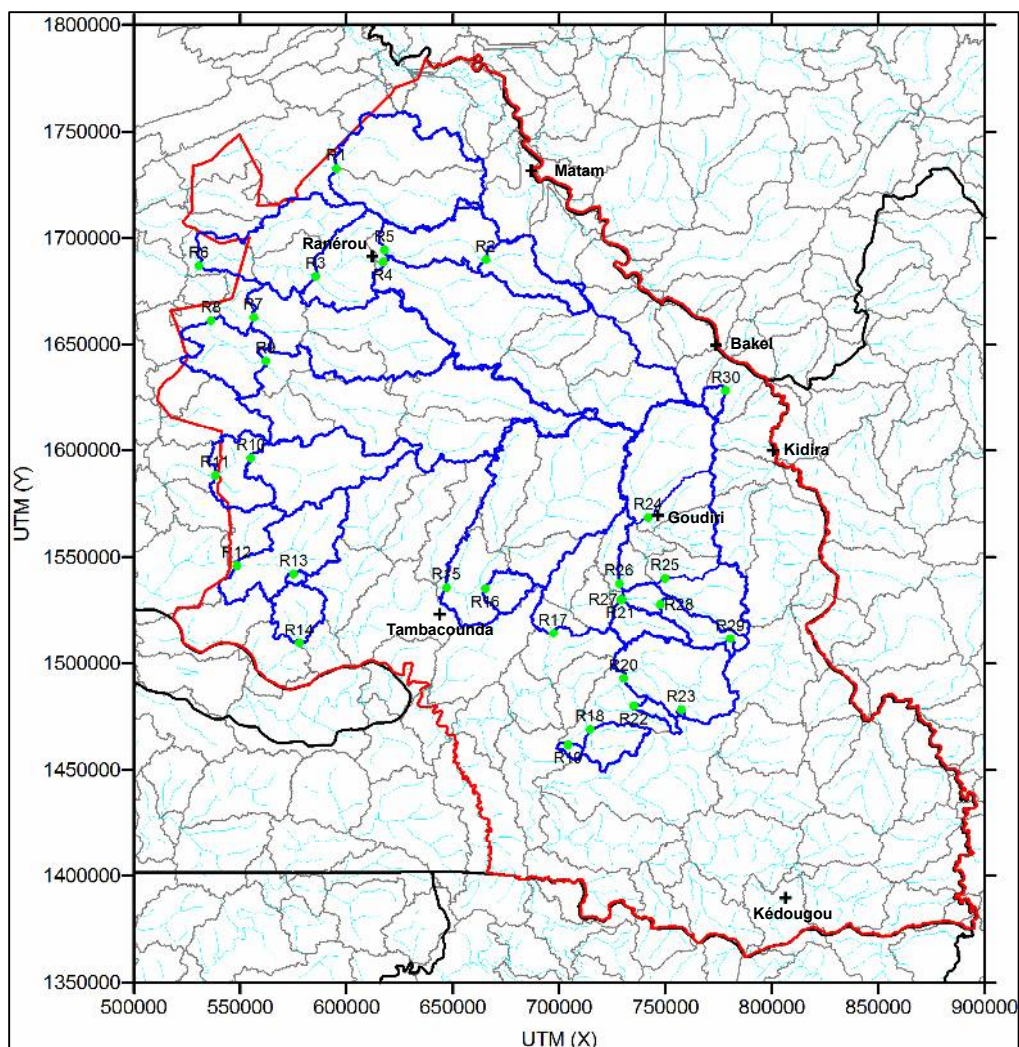 1800000
1750000
R1
Matam
1700000
R5
R2
Ranérou
R6
R4
R3
R7
R8
1650000
Bakel
R9
R30
UTM (Y)
1600000
R10
Kidira
R11
R24
Goudiri
1550000
R12
R13
R15
R26
R25
R16
R27
R28
R21
Tambacounda
R17
R14
R29
1500000
R20
R23
R18
R22
R19
1450000
1400000
Kédougou
1350000
500000 550000 600000 650000 700000 750000 800000 850000 900000
UTM (X)